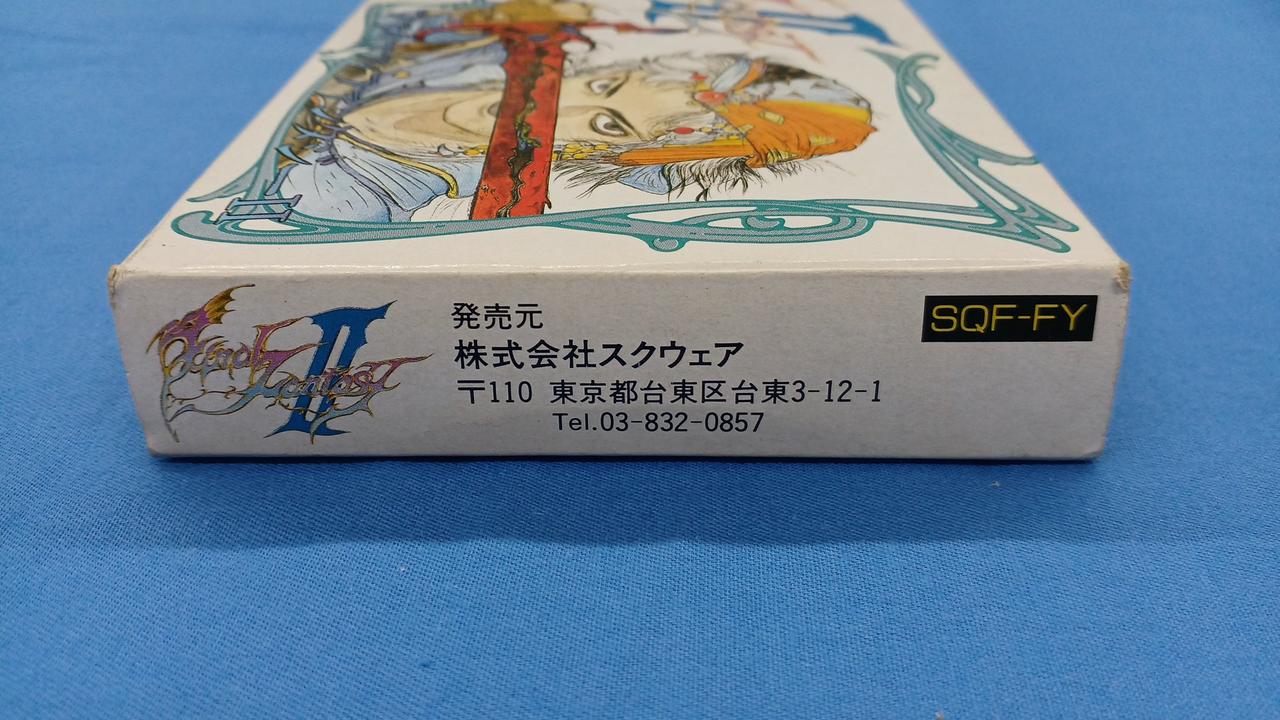 Final Fantasy II
発売元
株式会社スクウェア
〒110 東京都台東区台東3-12-1
Tel.03-832-0857
SQF-FY